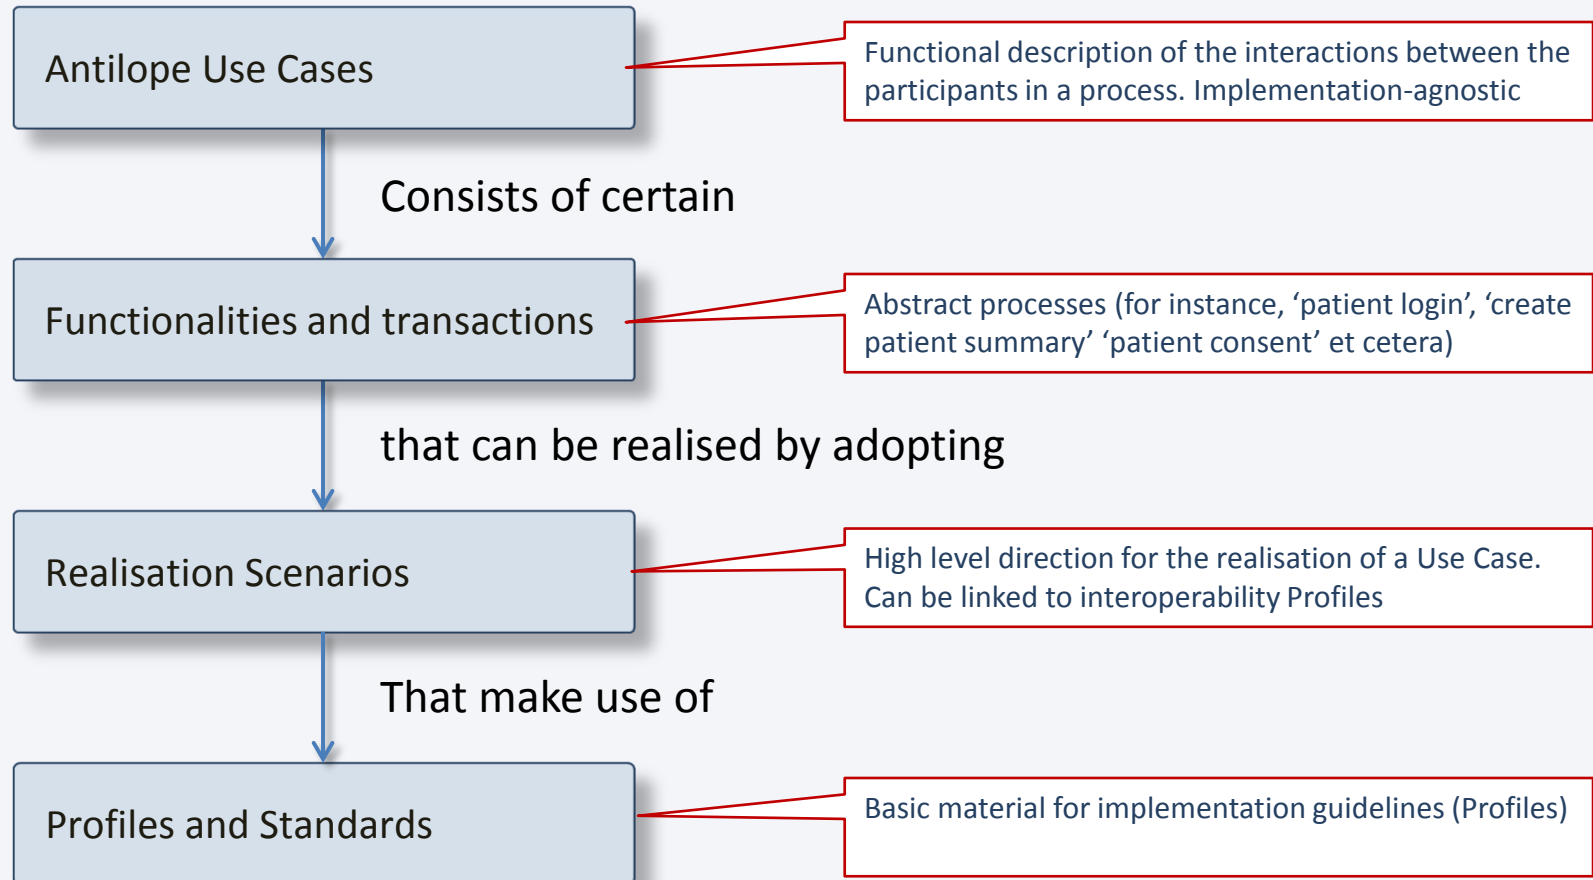 Antilope Use Cases
Functional description of the interactions between the
participants in a process. Implementation-agnostic
Consists of certain
Functionalities and transactions
Abstract processes (for instance, ‘patient login’, ‘create
patient summary’ ‘patient consent’ et cetera)
that can be realised by adopting
Realisation Scenarios
High level direction for the realisation of a Use Case.
Can be linked to interoperability Profiles
That make use of
Profiles and Standards
Basic material for implementation guidelines (Profiles)